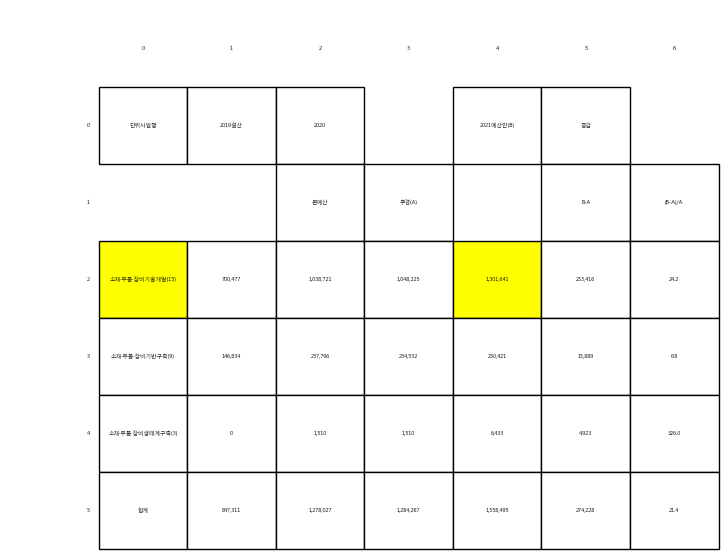 0 1 2 3 4 5 6
0 단위사업명 2019결산 2020 2021예산안(B) 증감
1 본예산 추경(A) B-A (B-A)/A
2 소재·부품·장비기술개발(15) 700,477 1,038,721 1,048,225 1,301,641 253,416 24.2
3 소재·부품·장비기반구축(9) 146,834 237,796 234,532 250,421 15,889 6.8
4 소재·부품·장비생태계구축(3) 0 1,510 1,510 6,433 4,923 326.0
5 합계 847,311 1,278,027 1,284,267 1,558,495 274,228 21.4